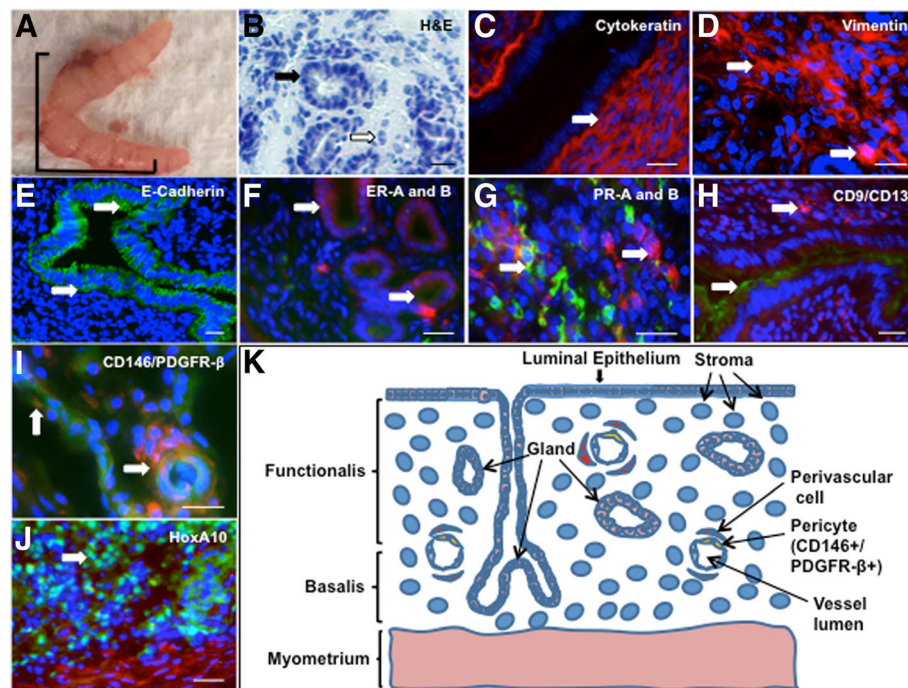 A
B
H&E
C
Cytokeratin
D
Vimentin
E
E-Cadherin
F
ER-A and B
G
PR-A and B
H
CD9/CD13
I
CD146/PDGFR-β
J
HoxA10
K
Luminal Epithelium
Stroma
Functionalis
Gland
Perivascular
cell
Pericyte
(CD146+/
PDGFR-β+)
Basalis
Vessel
lumen
Myometrium